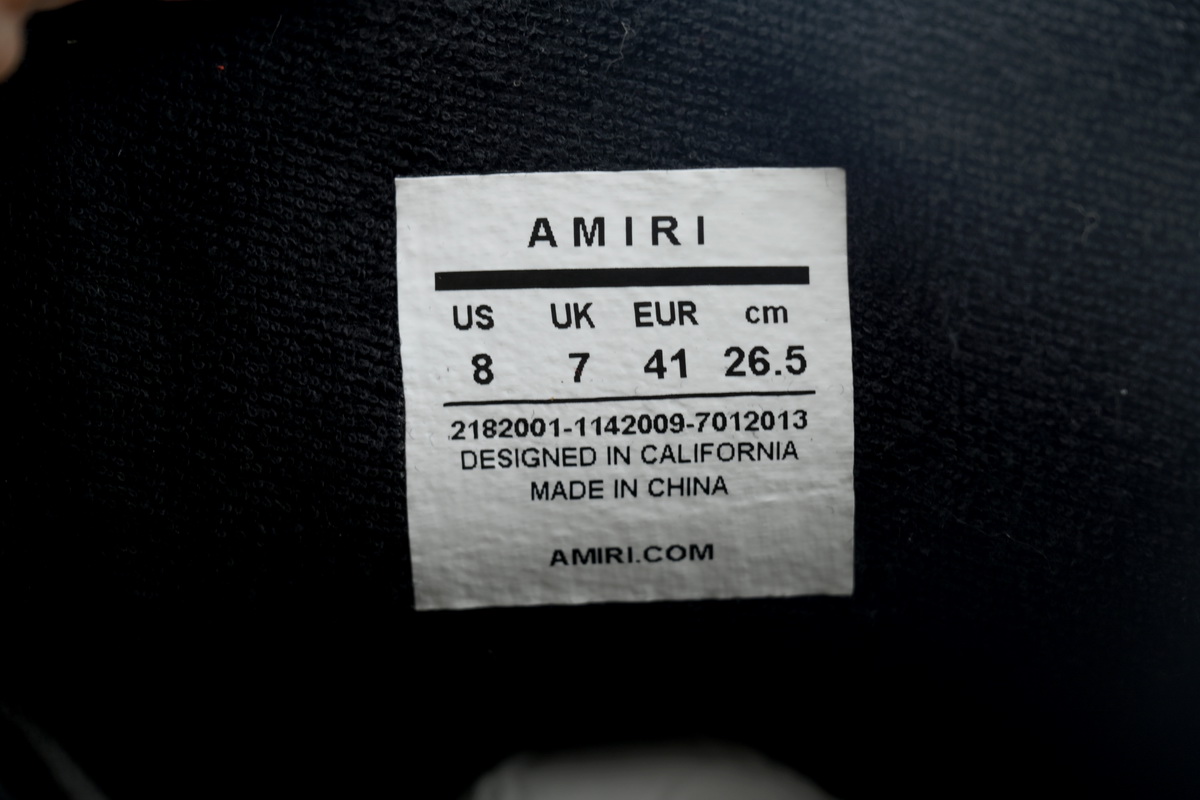 AMIRI
US UK EUR cm
8 7 41 26.5
2182001-1142009-7012013
DESIGNED IN CALIFORNIA
MADE IN CHINA
AMIRI.COM